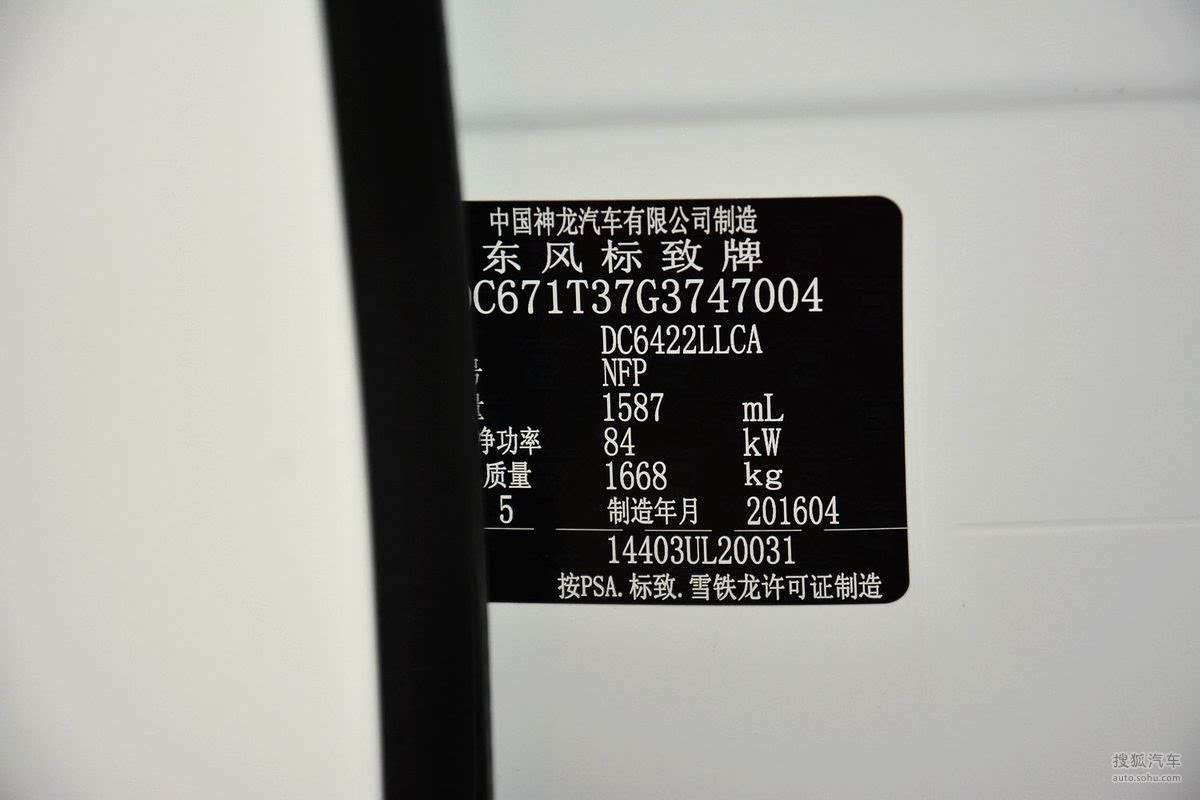 中国神龙汽车有限公司制造
东风标致牌
C671T37G3747004
DC6422LLCA
号 NFP
量 1587 mL
净功率 84 kW
质量 1668 kg
5 制造年月 201604
14403UL20031
按PSA.标致.雪铁龙许可证制造
搜狐汽车
auto.sohu.com